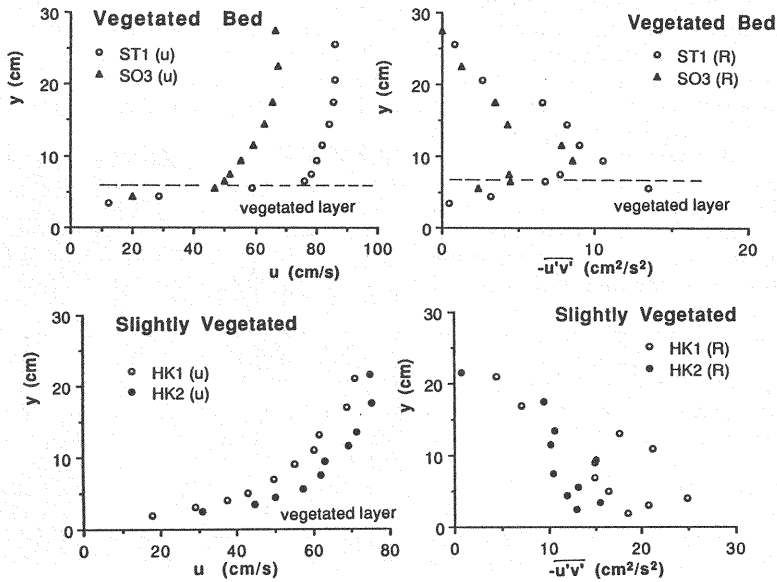 Vegetated Bed
ST1 (u)
SO3 (u)
y (cm)
30
20
10
0
vegetated layer
0 20 40 60 80 100
u (cm/s)
Vegetated Bed
ST1 (R)
SO3 (R)
y (cm)
30
20
10
0
vegetated layer
0 10 20
-u'v' (cm²/s²)
Slightly Vegetated
HK1 (u)
HK2 (u)
y (cm)
30
20
10
0
vegetated layer
0 20 40 60 80
u (cm/s)
Slightly Vegetated
HK1 (R)
HK2 (R)
y (cm)
30
20
10
0
0 10 20 30
-u'v' (cm²/s²)